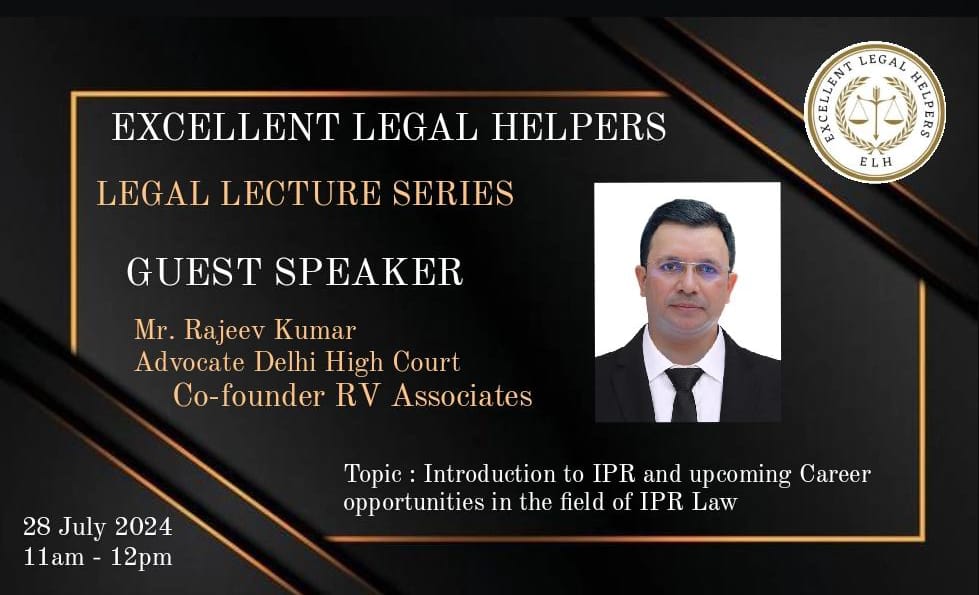 EXCELLENT LEGAL HELPERS
ELH
EXCELLENT LEGAL HELPERS
LEGAL LECTURE SERIES
GUEST SPEAKER
Mr. Rajeev Kumar
Advocate Delhi High Court
Co-founder RV Associates
Topic : Introduction to IPR and upcoming Career
opportunities in the field of IPR Law
28 July 2024
11am - 12pm